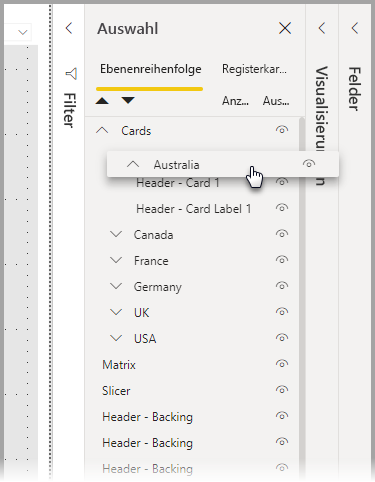 Auswahl
Ebenenreihenfolge
Registerkar...
Anz...
Aus...
Cards
Australia
Header - Card 1
Header - Card Label 1
Canada
France
Germany
UK
USA
Matrix
Slicer
Header - Backing
Header - Backing
Header - Backing
Filter
Visualisierun n
Felder